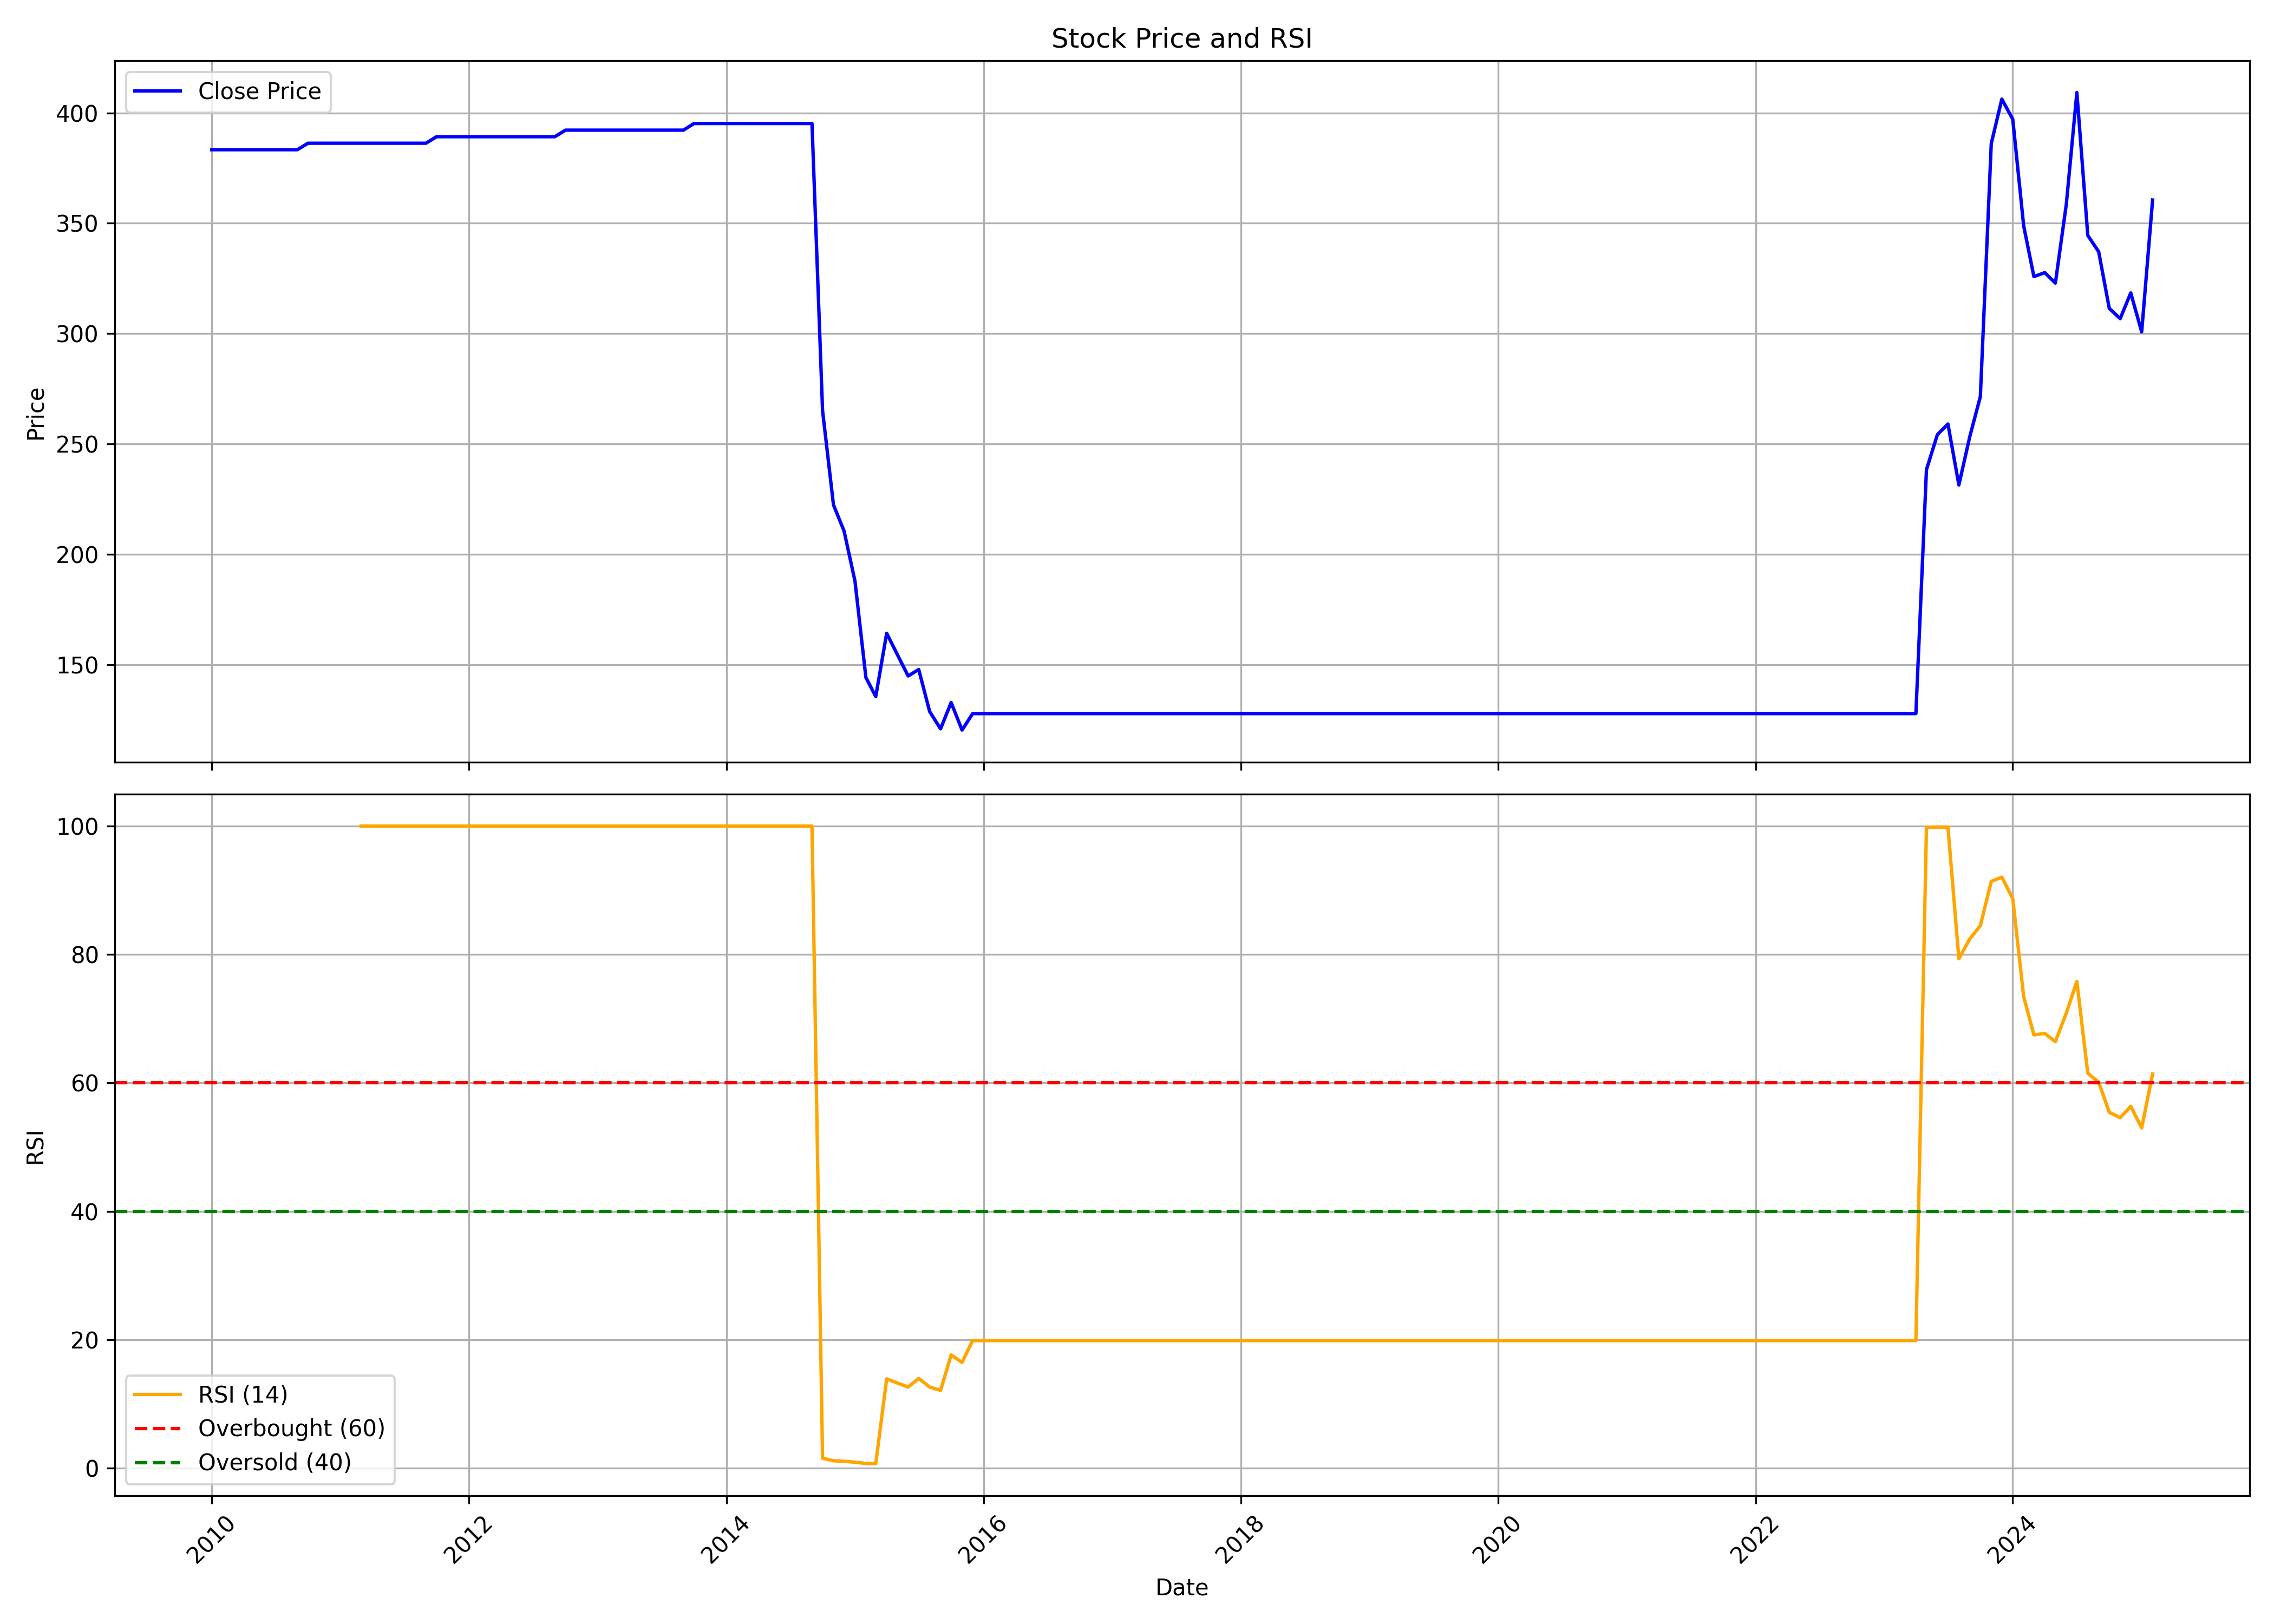 Stock Price and RSI
Close Price
400
350
300
250
200
150
Price
100
80
60
40
20
0
RSI
RSI (14)
Overbought (60)
Oversold (40)
2010
2012
2014
2016
2018
2020
2022
2024
Date